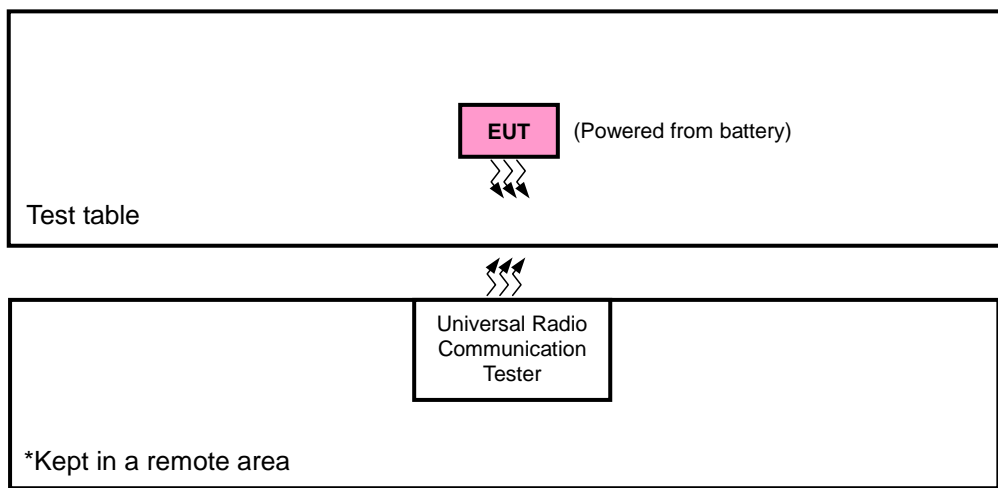 EUT
(Powered from battery)
Test table
Universal Radio
Communication
Tester
*Kept in a remote area